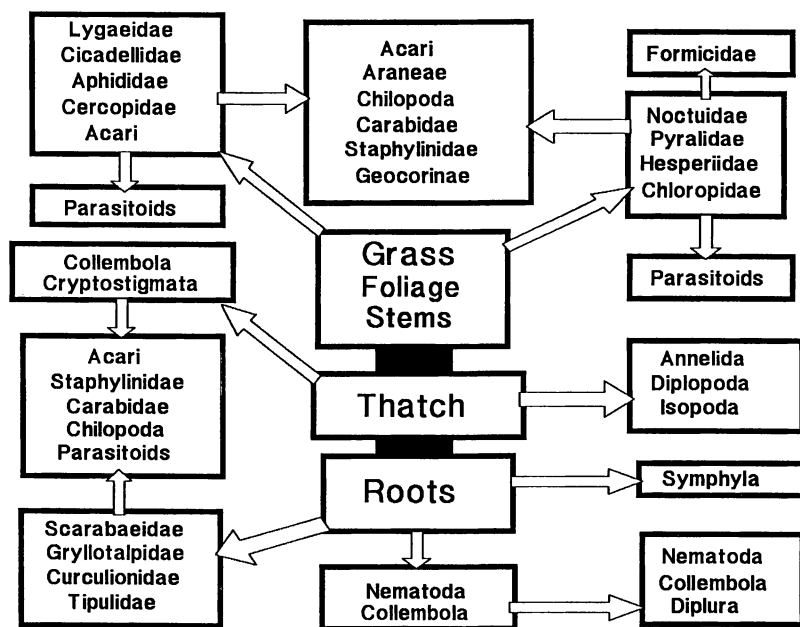 Lygaeidae
Cicadellidae
Aphididae
Cercopidae
Acari
Acari
Araneae
Chilopoda
Carabidae
Staphylinidae
Geocorinae
Formicidae
Noctuidae
Pyralidae
Hesperiidae
Chloropidae
Parasitoids
Parasitoids
Collembola
Cryptostigmata
Grass
Foliage
Stems
Acari
Staphylinidae
Carabidae
Chilopoda
Parasitoids
Thatch
Annelida
Diplopoda
Isopoda
Roots
Symphyla
Scarabaeidae
Gryllotalpidae
Curculionidae
Tipulidae
Nematoda
Collembola
Nematoda
Collembola
Diplura